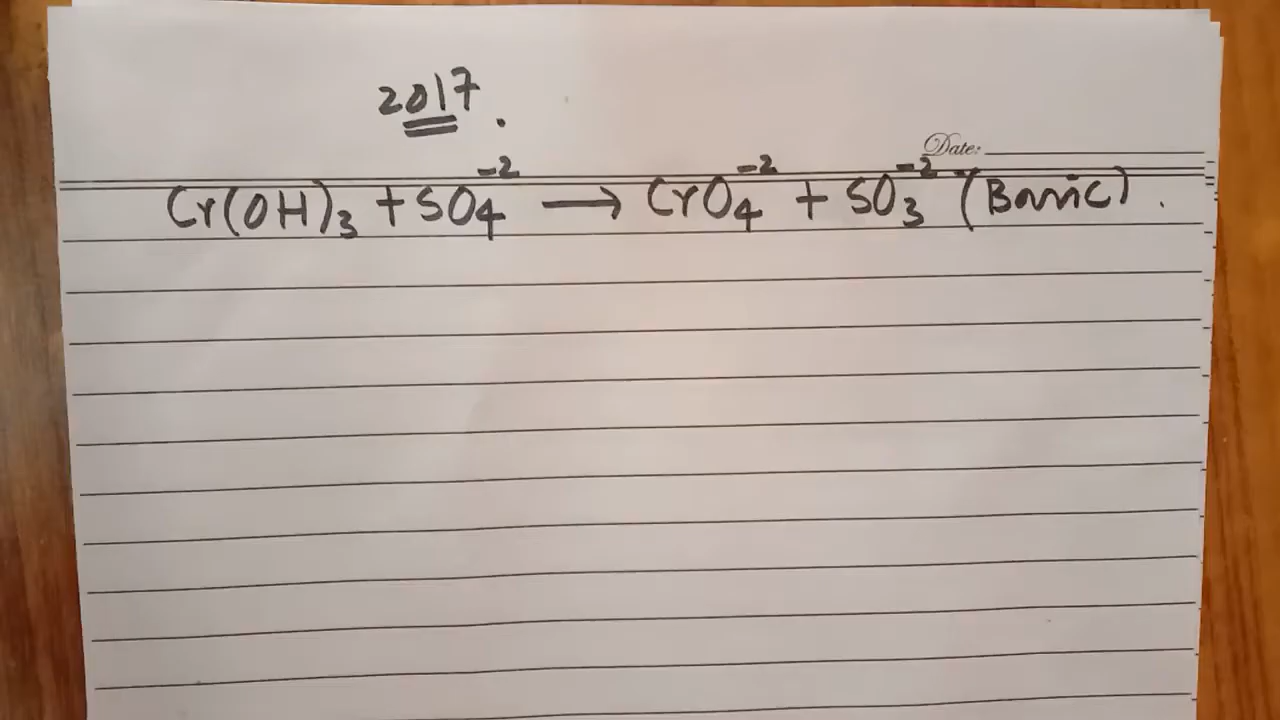 2017.
Date:
Cr(OH)₃ + SO₄⁻² → CrO₄⁻² + SO₃⁻² (Basic).